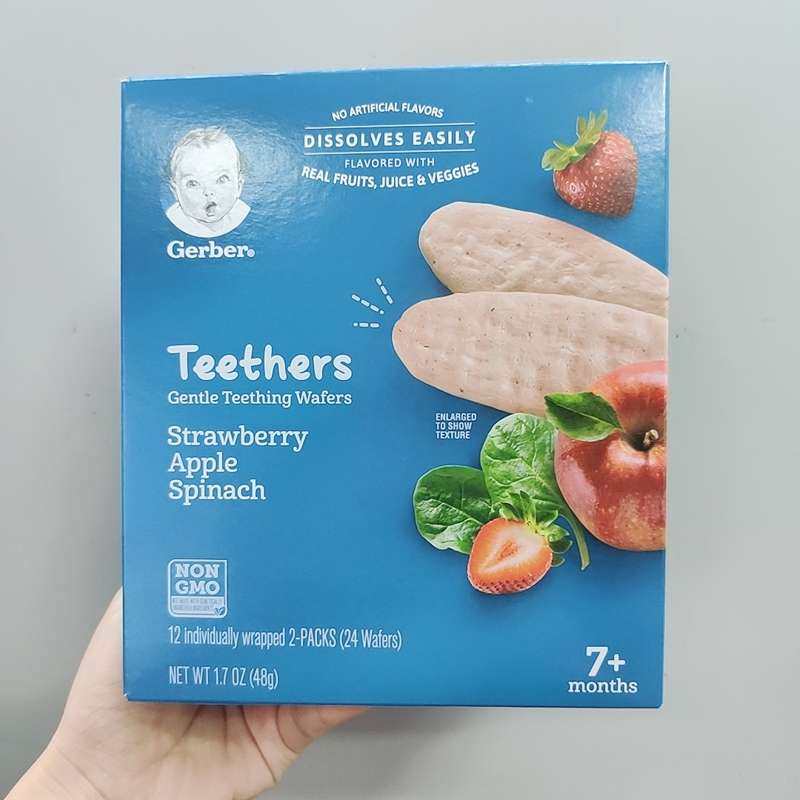 NO ARTIFICIAL FLAVORS
DISSOLVES EASILY
FLAVORED WITH
REAL FRUITS, JUICE & VEGGIES
Gerber®
Teethers
Gentle Teething Wafers
Strawberry
Apple
Spinach
ENLARGED
TO SHOW
TEXTURE
NON
GMO
12 individually wrapped 2-PACKS (24 Wafers)
NET WT 1.7 OZ (48g)
7+
months